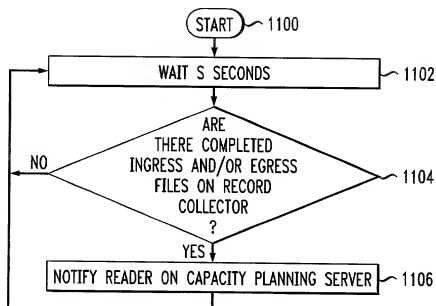 START 1100
WAIT S SECONDS 1102
ARE
THERE COMPLETED
INGRESS AND/OR EGRESS
FILES ON RECORD
COLLECTOR
?
1104
NO
YES
NOTIFY READER ON CAPACITY PLANNING SERVER 1106